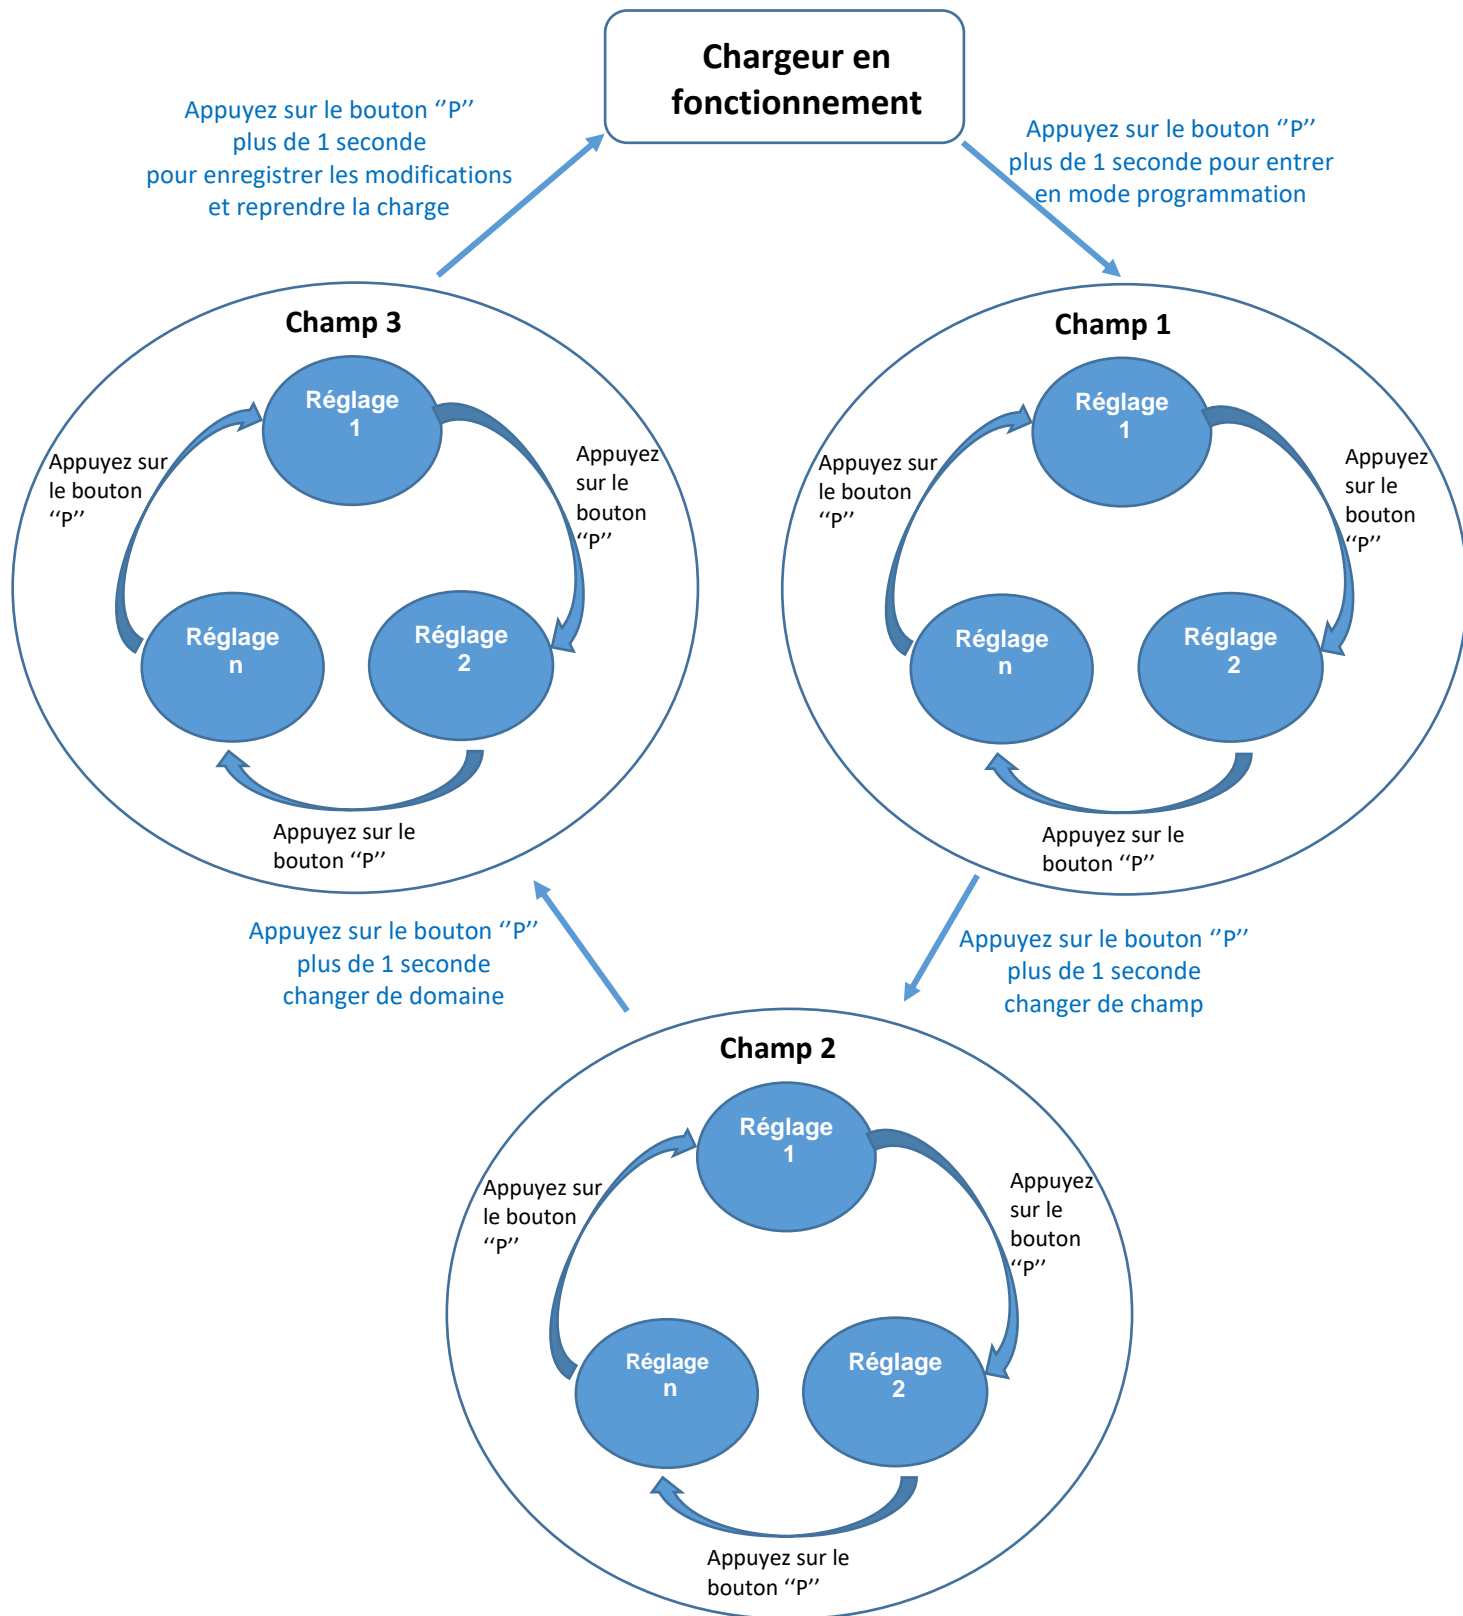 Chargeur en
fonctionnement
Appuyez sur le bouton ‘’P’’
plus de 1 seconde
pour enregistrer les modifications
et reprendre la charge
Appuyez sur le bouton ‘’P’’
plus de 1 seconde pour entrer
en mode programmation
Champ 3
Réglage
1
Appuyez sur
le bouton
‘‘P’’
Appuyez
sur le
bouton
‘‘P’’
Réglage
n
Réglage
2
Appuyez sur le
bouton ‘‘P’’
Champ 1
Réglage
1
Appuyez sur
le bouton
‘‘P’’
Appuyez
sur le
bouton
‘‘P’’
Réglage
n
Réglage
2
Appuyez sur le
bouton ‘‘P’’
Appuyez sur le bouton ‘’P’’
plus de 1 seconde
changer de domaine
Appuyez sur le bouton ‘’P’’
plus de 1 seconde
changer de champ
Champ 2
Réglage
1
Appuyez sur
le bouton
‘‘P’’
Appuyez
sur le
bouton
‘‘P’’
Réglage
n
Réglage
2
Appuyez sur le
bouton ‘‘P’’